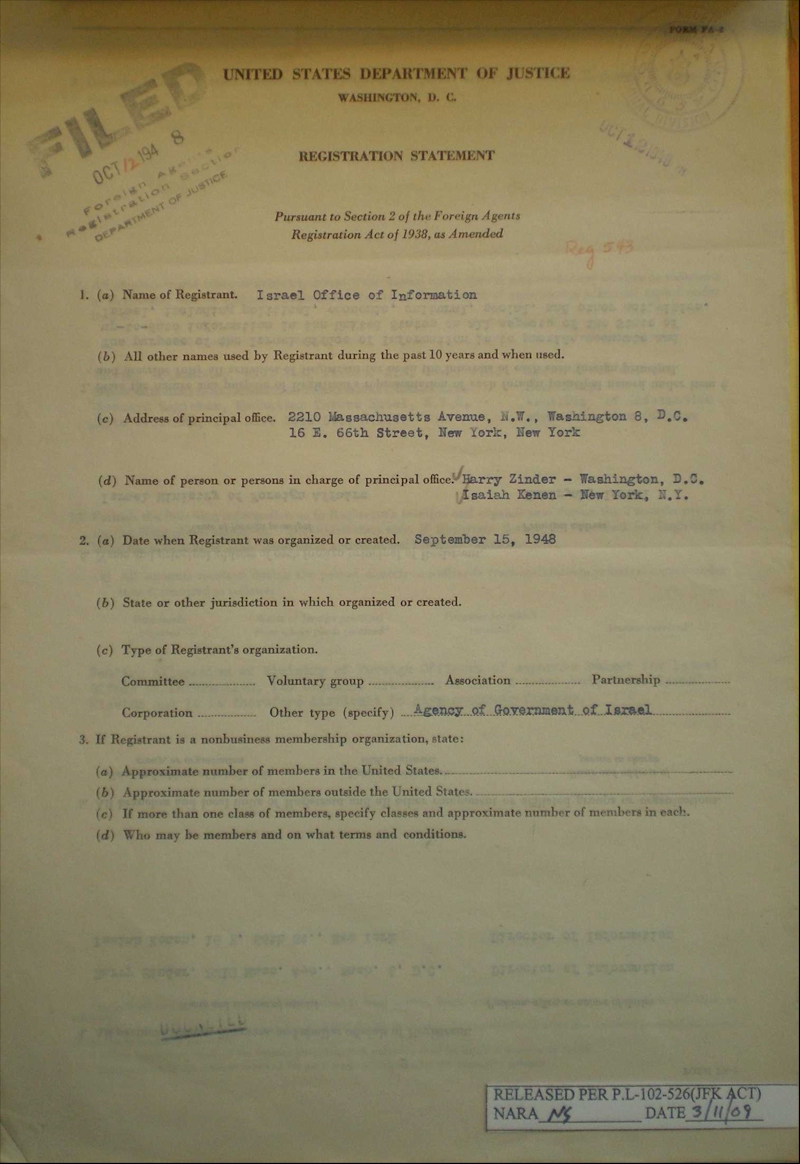 FORM FA-1
UNITED STATES DEPARTMENT OF JUSTICE
WASHINGTON, D. C.
FILED
OCT 12 1948
Foreign Agents
Registration Section
DEPARTMENT OF JUSTICE
OCT 12 1948
REGISTRATION STATEMENT
Pursuant to Section 2 of the Foreign Agents
Registration Act of 1938, as Amended
Reg 543
1. (a) Name of Registrant. Israel Office of Information
(b) All other names used by Registrant during the past 10 years and when used.
(c) Address of principal office. 2210 Massachusetts Avenue, N.W., Washington 8, D.C.
16 E. 66th Street, New York, New York
(d) Name of person or persons in charge of principal office. Harry Zinder - Washington, D.C.
Isaiah Kenen - New York, N.Y.
2. (a) Date when Registrant was organized or created. September 15, 1948
(b) State or other jurisdiction in which organized or created.
(c) Type of Registrant's organization.
Committee .................... Voluntary group .................... Association .................... Partnership ....................
Corporation .................. Other type (specify) ....Agency of Government of Israel....................
3. If Registrant is a nonbusiness membership organization, state:
(a) Approximate number of members in the United States.
(b) Approximate number of members outside the United States.
(c) If more than one class of members, specify classes and approximate number of members in each.
(d) Who may be members and on what terms and conditions.
RELEASED PER P.L-102-526(JFK ACT)
NARA NS DATE 3/11/09